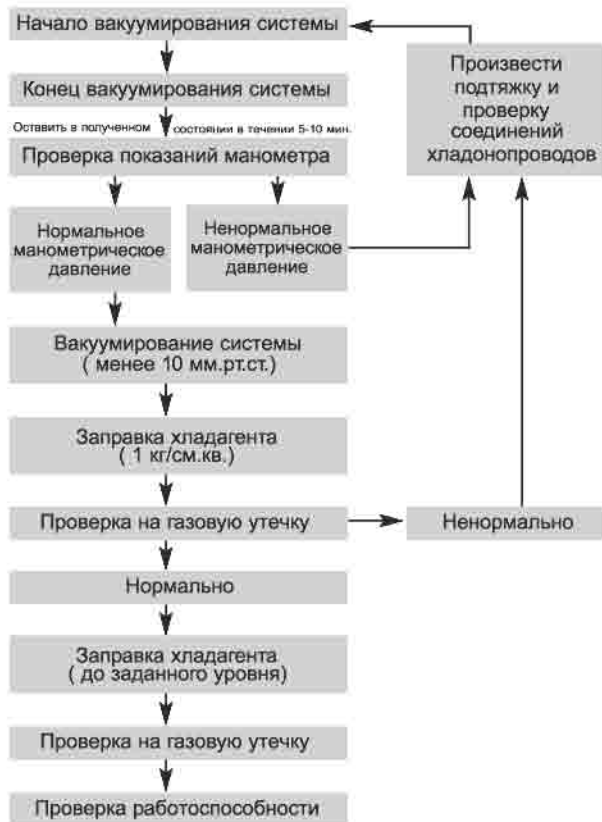 Начало вакуумирования системы
Конец вакуумирования системы
Оставить в полученном состоянии в течении 5-10 мин.
Проверка показаний манометра
Нормальное
манометрическое
давление
Ненормальное
манометрическое
давление
Произвести
подтяжку и
проверку
соединений
хладонопроводов
Вакуумирование системы
( менее 10 мм.рт.ст.)
Заправка хладагента
( 1 кг/см.кв.)
Проверка на газовую утечку
Ненормально
Нормально
Заправка хладагента
( до заданного уровня)
Проверка на газовую утечку
Проверка работоспособности